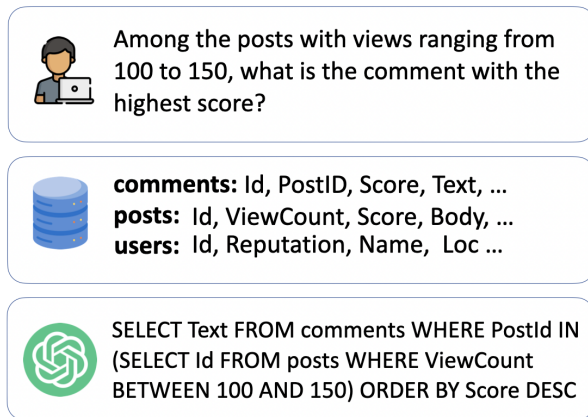 Among the posts with views ranging from
100 to 150, what is the comment with the
highest score?
comments: Id, PostID, Score, Text, ...
posts: Id, ViewCount, Score, Body, ...
users: Id, Reputation, Name, Loc ...
SELECT Text FROM comments WHERE PostId IN
(SELECT Id FROM posts WHERE ViewCount
BETWEEN 100 AND 150) ORDER BY Score DESC